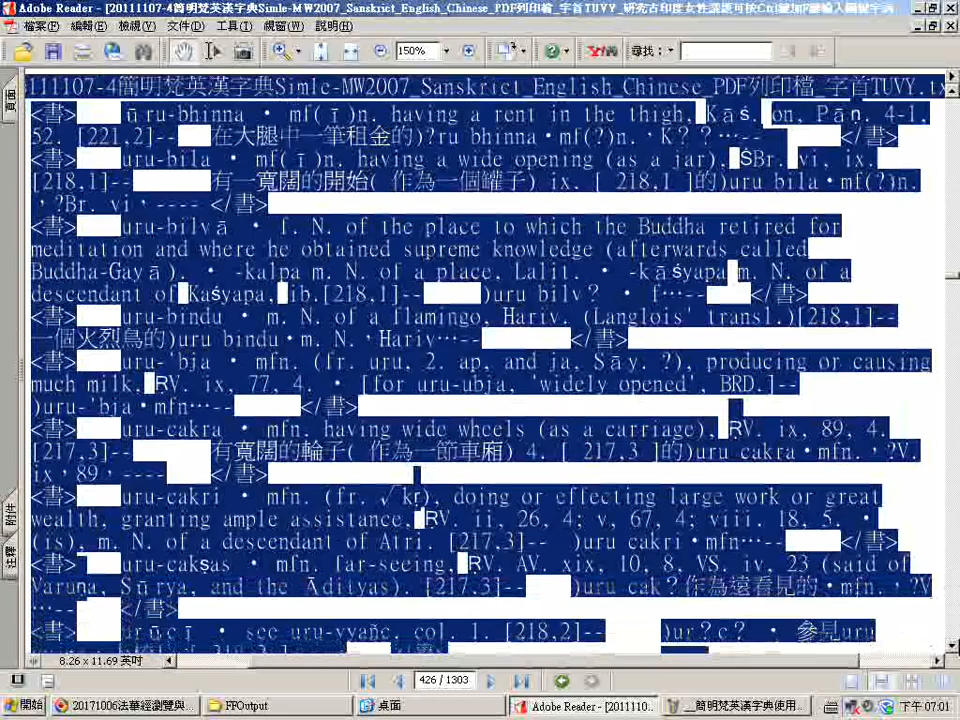 Adobe Reader - [20111107-4簡明梵英漢字典Simle-MW2007_Sanskrict_English_Chinese_PDF列印檔_字首TUVY_研究古印度女性課題可按Ctrl鍵加F鍵輸入關鍵字詞
檔案(F) 編輯(E) 檢視(V) 文件(D) 工具(T) 視窗(W) 說明(H)
150% 尋找：
頁面
111107-4簡明梵英漢字典Simle-MW2007_Sanskrict_English_Chinese_PDF列印檔_字首TUVY.tx
<書> ūru-bhinna ‧ mf(ī)n. having a rent in the thigh, Kāś. on, Pāṇ. 4-1,
52. [221,2]-- 在大腿中一筆租金的)?ru bhinna‧mf(?)n.，K？？…-- </書>
<書> uru-bila ‧ mf(ī)n. having a wide opening (as a jar), ŚBr. vi, ix.
[218,1]-- 有一寬闊的開始( 作為一個罐子) ix. [ 218,1 ]的)uru bila‧mf(?)n.
，?Br. vi，---- </書>
<書> uru-bilvā ‧ f. N. of the place to which the Buddha retired for
meditation and where he obtained supreme knowledge (afterwards called
Buddha-Gayā). ‧ -kalpa m. N. of a place, Lalit. ‧ -kāśyapa m. N. of a
descendant of Kaśyapa, ib.[218,1]-- )uru bilv？ ‧ f…-- </書>
<書> uru-bindu ‧ m. N. of a flamingo, Hariv. (Langlois' transl.)[218,1]--
一個火烈鳥的)uru bindu‧m. N.，Hariv…-- </書>
<書> uru-'bja ‧ mfn. (fr. uru, 2. ap, and ja, Sāy. ?), producing or causing
much milk, ṚV. ix, 77, 4. ‧ [for uru-ubja, 'widely opened', BRD.]--
)uru-'bja‧mfn…-- </書>
<書> uru-cakra ‧ mfn. having wide wheels (as a carriage), ṚV. ix, 89, 4.
[217,3]-- 有寬闊的輪子( 作為一節車廂) 4. [ 217,3 ]的)uru cakra‧mfn.，?V.
ix，89，---- </書>
<書> uru-cakri ‧ mfn. (fr. √kṛ), doing or effecting large work or great
wealth, granting ample assistance, ṚV. ii, 26, 4; v, 67, 4; viii. 18, 5. ‧
(is), m. N. of a descendant of Atri. [217,3]-- )uru cakri‧mfn…-- </書>
<書> uru-cakṣas ‧ mfn. far-seeing, ṚV. AV. xix, 10, 8, VS. iv, 23 (said of
Varuṇa, Sūrya, and the Ādityas). [217,3]-- )uru cak？作為遠看見的‧mfn.，?V
…-- </書>
<書> urūcī ‧ see uru-vyañc, col. 1. [218,2]-- )ur？c？ ‧ 參見uru
附件
註釋
8.26 x 11.69 英吋
426 / 1303
開始 20171006法華經瀏覽與... FFOutput 桌面 Adobe Reader - [2011110... __簡明梵英字典使用... 下午 07:01